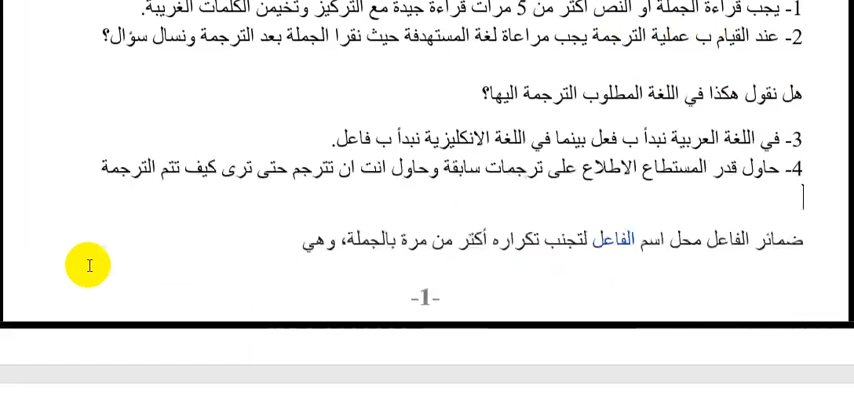 1- يجب قراءة الجملة او النص اكثر من 5 مرات قراءة جيدة مع التركيز وتخيمن الكلمات الغريبة.
2- عند القيام ب عملية الترجمة يجب مراعاة لغة المستهدفة حيث نقرا الجملة بعد الترجمة ونسال سؤال؟
هل نقول هكذا في اللغة المطلوب الترجمة اليها؟
3- في اللغة العربية نبدأ ب فعل بينما في اللغة الانكليزية نبدأ ب فاعل.
4- حاول قدر المستطاع الاطلاع على ترجمات سابقة وحاول انت ان تترجم حتى ترى كيف تتم الترجمة
ضمائر الفاعل محل اسم الفاعل لتجنب تكراره أكثر من مرة بالجملة، وهي
-1-